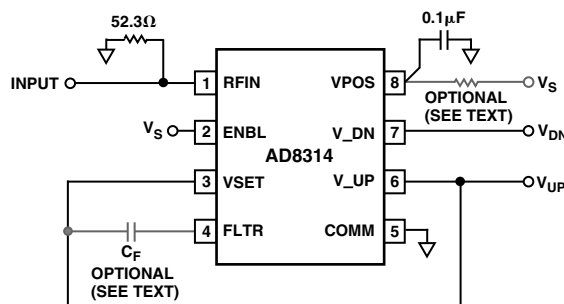 52.3Ω
0.1μF
INPUT
1 RFIN
VPOS 8
VS
OPTIONAL
(SEE TEXT)
VS
2 ENBL
V_DN 7
VDN
AD8314
3 VSET
V_UP 6
VUP
4 FLTR
COMM 5
CF
OPTIONAL
(SEE TEXT)